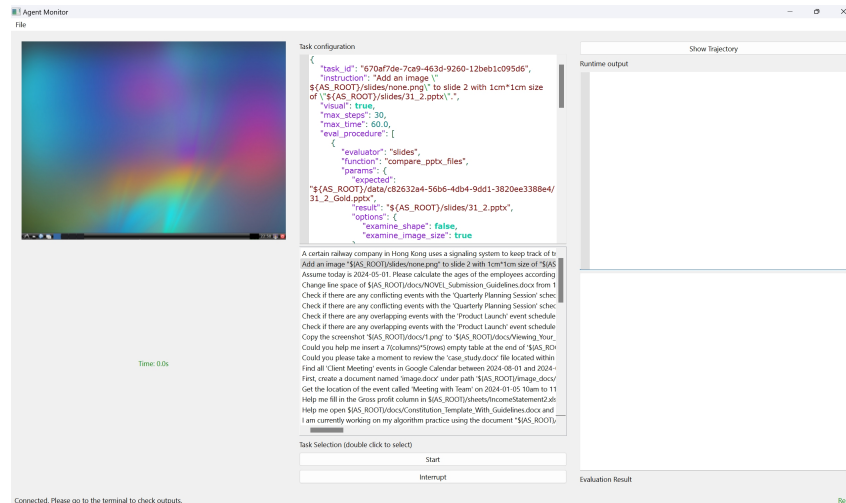 Agent Monitor
File
Task configuration
{
"task_id": "670af7de-7ca9-463d-9260-12beb1c095d6",
"instruction": "Add an image \"
${AS_ROOT}/slides/none.png\" to slide 2 with 1cm*1cm size
of \"${AS_ROOT}/slides/31_2.pptx\".",
"visual": true,
"max_steps": 30,
"max_time": 60.0,
"eval_procedure": [
{
"evaluator": "slides",
"function": "compare_pptx_files",
"params": {
"expected":
"${AS_ROOT}/data/c82632a4-56b6-4db4-9dd1-3820ee3388e4/
31_2_Gold.pptx",
"result": "${AS_ROOT}/slides/31_2.pptx",
"options": {
"examine_shape": false,
"examine_image_size": true
A certain railway company in Hong Kong uses a signaling system to keep track of tr
Add an image "${AS_ROOT}/slides/none.png" to slide 2 with 1cm*1cm size of "${AS
Assume today is 2024-05-01. Please calculate the ages of the employees according
Change line space of ${AS_ROOT}/docs/NOVEL_Submission_Guidelines.docx from 1
Check if there are any conflicting events with the 'Quarterly Planning Session' sched
Check if there are any conflicting events with the 'Quarterly Planning Session' sched
Check if there are any overlapping events with the 'Product Launch' event schedule
Check if there are any overlapping events with the 'Product Launch' event schedule
Copy the screenshot '${AS_ROOT}/docs/1.png' to '${AS_ROOT}/docs/Viewing_Your_
Could you help me insert a 7(columns)*5(rows) empty table at the end of '${AS_RO
Could you please take a moment to review the 'case_study.docx' file located within
Find all 'Client Meeting' events in Google Calendar between 2024-08-01 and 2024-
First, create a document named 'image.docx' under path '${AS_ROOT}/image_docs/
Get the location of the event called 'Meeting with Team' on 2024-01-05 10am to 11
Help me fill in the Gross profit column in ${AS_ROOT}/sheets/IncomeStatement2.xls
Help me open ${AS_ROOT}/docs/Constitution_Template_With_Guidelines.docx and
I am currently working on my algorithm practice using the document "${AS_ROOT}/
Task Selection (double click to select)
Start
Interrupt
Show Trajectory
Runtime output
Evaluation Result
Time: 0.0s
Connected. Please go to the terminal to check outputs.
Re